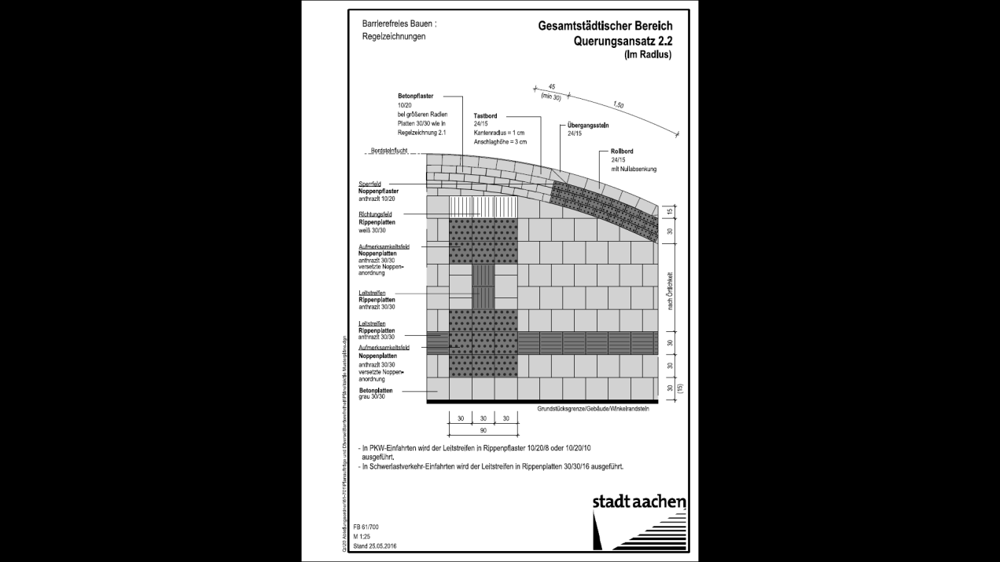 Barrierefreies Bauen :
Regelzeichnungen
Gesamtstädtischer Bereich
Querungsansatz 2.2
(im Radius)
45
(min 30)
1,50
Betonpflaster
10/20
bei größeren Radien
Platten 30/30 wie in
Regelzeichnung 2.1
Tastbord
24/15
Kantenradius = 1 cm
Anschlaghöhe = 3 cm
Übergangsstein
24/15
Rollbord
24/15
mit Nullabsenkung
Bordsteinflucht
Sperrfeld
Noppenpflaster
anthrazit 10/20
Richtungsfeld
Rippenplatten
weiß 30/30
Aufmerksamkeitsfeld
Noppenplatten
anthrazit 30/30
versetzte Noppen-
anordnung
Leitstreifen
Rippenplatten
anthrazit 30/30
Leitstreifen
Rippenplatten
anthrazit 30/30
Aufmerksamkeitsfeld
Noppenplatten
anthrazit 30/30
versetzte Noppen-
anordnung
Betonplatten
grau 30/30
15
30
nach Örtlichkeit
30
30
30
(15)
Grundstücksgrenze/Gebäude/Winkelrandstein
30 30 30
90
- In PKW-Einfahrten wird der Leitstreifen in Rippenpflaster 10/20/8 oder 10/20/10
ausgeführt.
- In Schwerlastverkehr-Einfahrten wird der Leitstreifen in Rippenplatten 30/30/16 ausgeführt.
stadt aachen
FB 61/700
M 1:25
Stand 25.05.2016